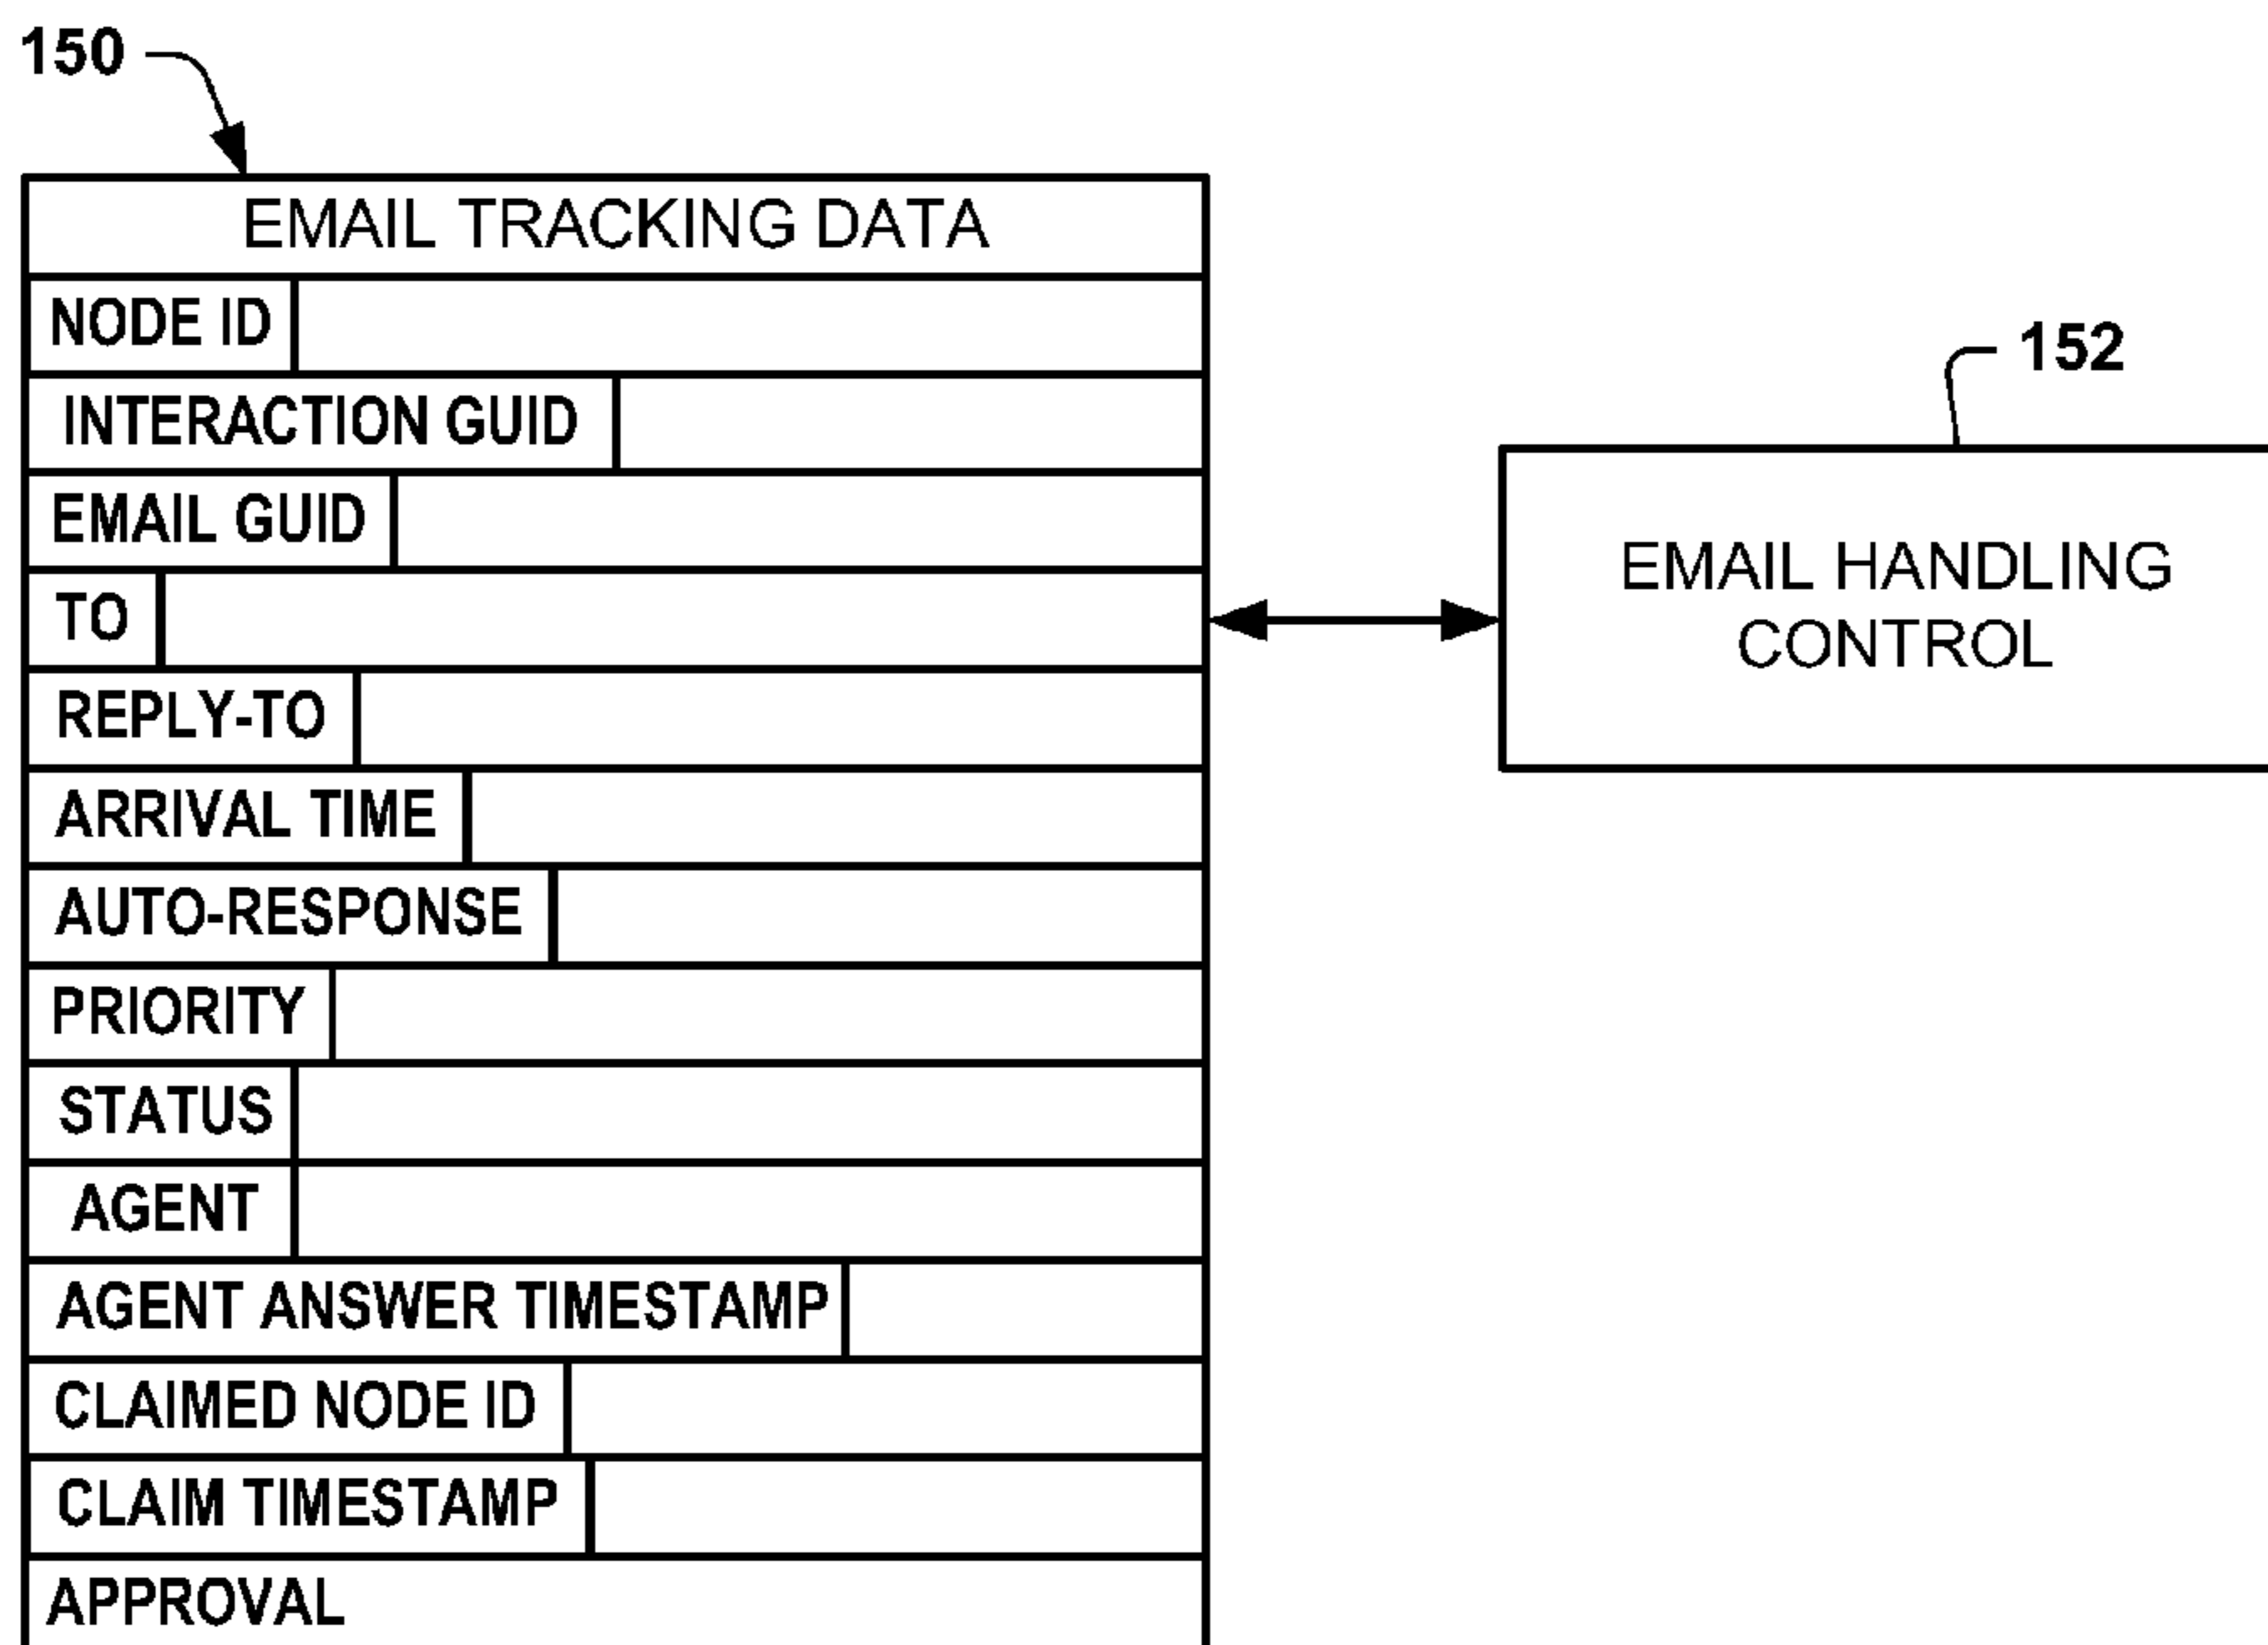 150
EMAIL TRACKING DATA
NODE ID
INTERACTION GUID
EMAIL GUID
TO
REPLY-TO
ARRIVAL TIME
AUTO-RESPONSE
PRIORITY
STATUS
AGENT
AGENT ANSWER TIMESTAMP
CLAIMED NODE ID
CLAIM TIMESTAMP
APPROVAL
152
EMAIL HANDLING
CONTROL